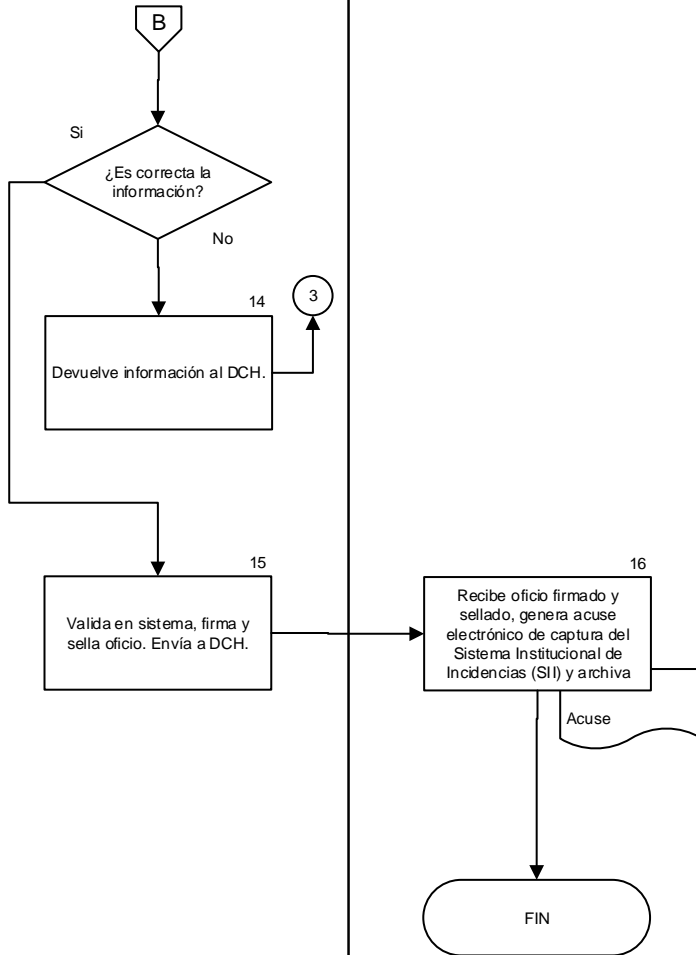 B
Si
¿Es correcta la
información?
No
14
3
Devuelve información al DCH.
15
Valida en sistema, firma y
sella oficio. Envía a DCH.
16
Recibe oficio firmado y
sellado, genera acuse
electrónico de captura del
Sistema Institucional de
Incidencias (SII) y archiva
Acuse
FIN